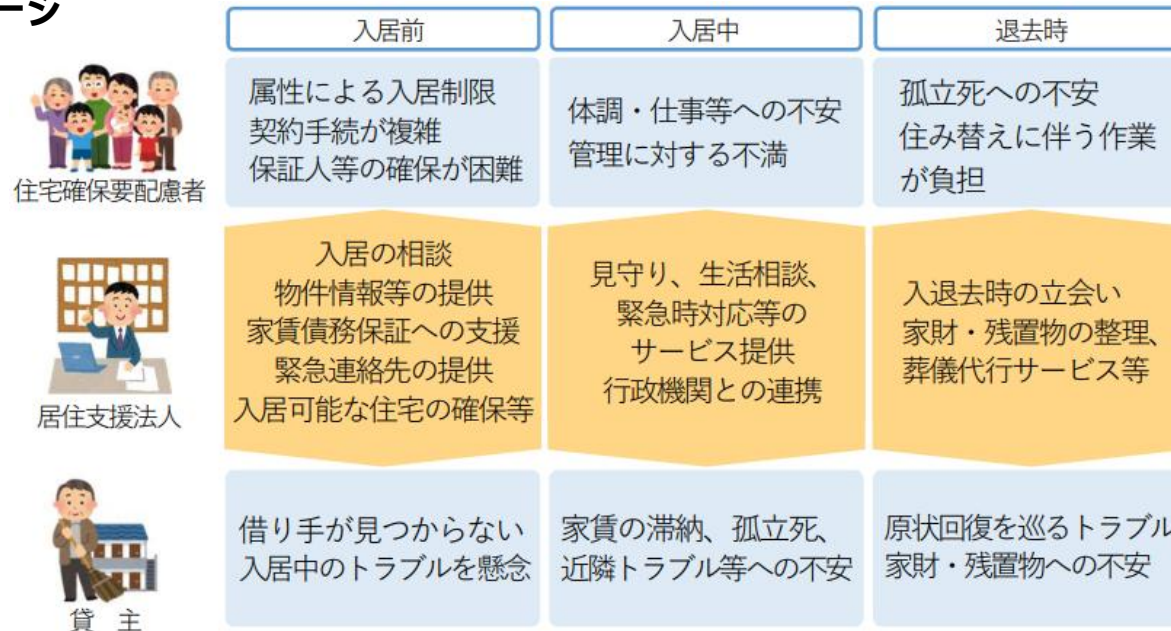 ージ
入居前
入居中
退去時
住宅確保要配慮者
属性による入居制限
契約手続が複雑
保証人等の確保が困難
体調・仕事等への不安
管理に対する不満
孤立死への不安
住み替えに伴う作業
が負担
居住支援法人
入居の相談
物件情報等の提供
家賃債務保証への支援
緊急連絡先の提供
入居可能な住宅の確保等
見守り、生活相談、
緊急時対応等の
サービス提供
行政機関との連携
入退去時の立会い
家財・残置物の整理、
葬儀代行サービス等
貸 主
借り手が見つからない
入居中のトラブルを懸念
家賃の滞納、孤立死、
近隣トラブル等への不安
原状回復を巡るトラブル
家財・残置物への不安